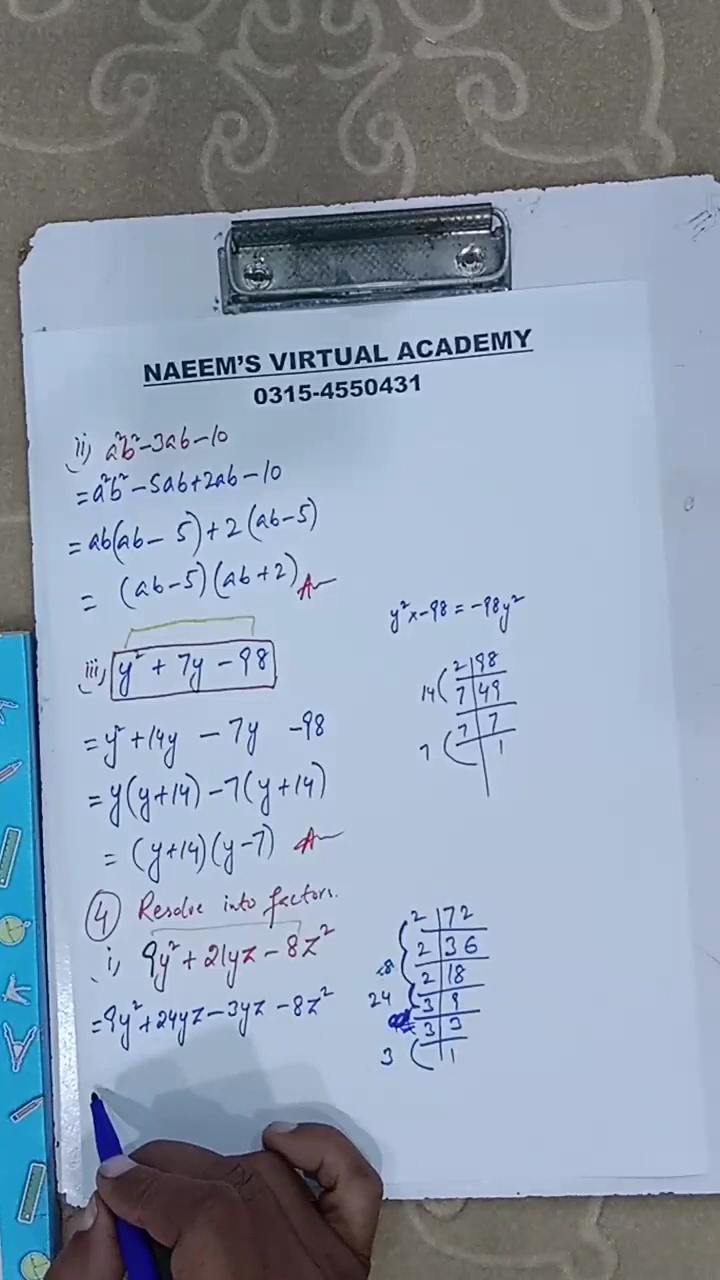 NAEEM'S VIRTUAL ACADEMY
0315-4550431
ii) a²b²-3ab-10
= a²b² - 5ab + 2ab - 10
= ab(ab - 5) + 2(ab - 5)
= (ab-5)(ab+2) A
iii) y² + 7y - 98
= y² + 14y - 7y - 98
= y(y+14) - 7(y+14)
= (y+14)(y-7) A
y² x -98 = -98y²
2 | 98
14 ( 7 | 49
7 | 7
7 ( 1
④ Resolve into factors.
i) 9y² + 21yz - 8z²
= 9y² + 24yz - 3yz - 8z²
2 | 72
2 | 36
8 2 | 18
24 3 | 9
3 | 3
3 ( 1